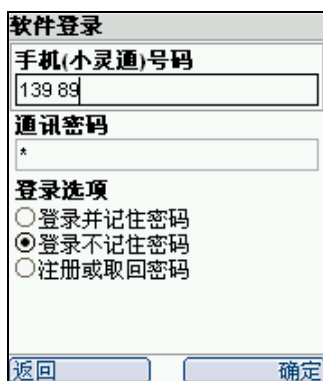 软件登录
手机(小灵通)号码
139 89
通讯密码
*
登录选项
登录并记住密码
登录不记住密码
注册或取回密码
返回 确定